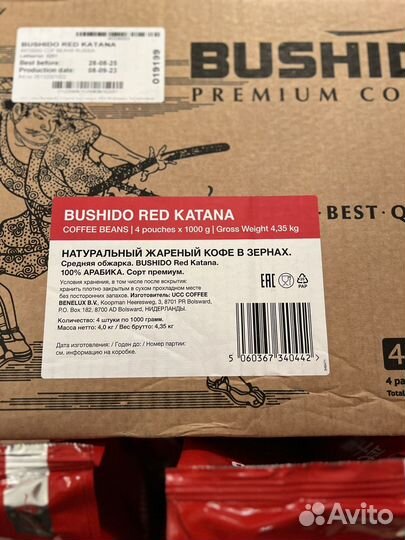 BUSHIDO RED KATANA
Best before: 28-08-25
Production date: 08-09-23
019199
BUSHIDO
PREMIUM CO
BEST Q
BUSHIDO RED KATANA
COFFEE BEANS | 4 pouches x 1000 g | Gross Weight 4,35 kg
НАТУРАЛЬНЫЙ ЖАРЕНЫЙ КОФЕ В ЗЕРНАХ.
Средняя обжарка. BUSHIDO Red Katana.
100% АРАБИКА. Сорт премиум.
Условия хранения, в том числе после вскрытия:
хранить плотно закрытым в сухом прохладном месте
без посторонних запахов. Изготовитель: UCC COFFEE
BENELUX B.V. Koopman Heeresweg, 3, 8701 PR Bolsward,
P.O. Box 182, 8700 AD Bolsward, НИДЕРЛАНДЫ.
EAC
PAP
Количество: 4 штуки по 1000 грамм.
Масса нетто: 4,0 кг / Вес брутто: 4,35 кг
Дата изготовления: / Годен до: / Номер партии:
см. информацию на коробке.
5 060367 340442 >
4
4 pa
Total
Avito